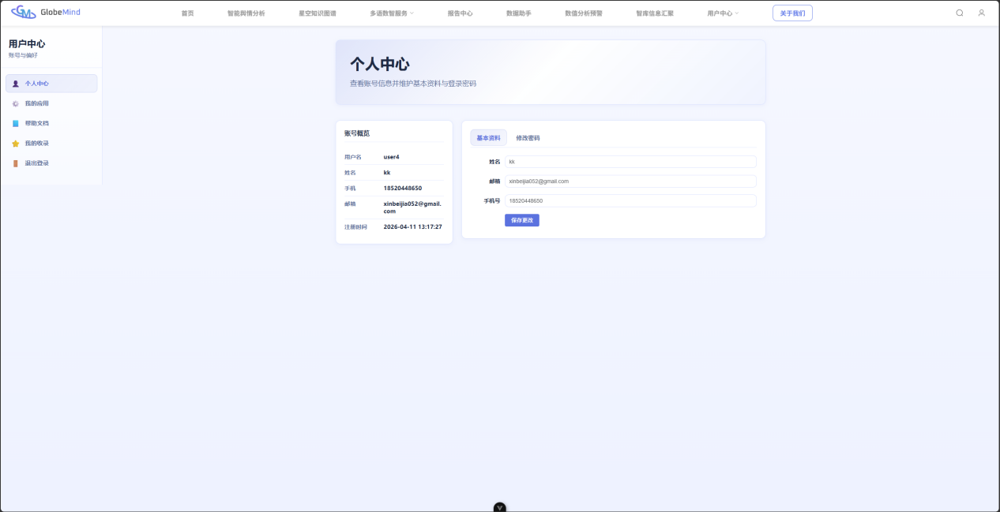 GM GlobeMind 首页 智能舆情分析 星空知识图谱 多语数智服务 报告中心 数据助手 数值分析预警 智库信息汇聚 用户中心 关于我们
用户中心
账号与偏好
个人中心
我的应用
帮助文档
我的收录
退出登录
个人中心
查看账号信息并维护基本资料与登录密码
账号概览
用户名 user4
姓名 kk
手机 18520448650
邮箱 xinbeijia052@gmail.
com
注册时间 2026-04-11 13:17:27
基本资料 修改密码
姓名 kk
邮箱 xinbeijia052@gmail.com
手机号 18520448650
保存更改